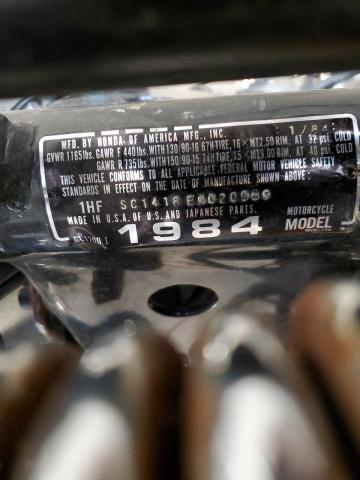 MFD. BY HONDA OF AMERICA MFG., INC. 1/84
GVWR 1165lbs. WITH 130/90-16 67H TIRE, 16×MT2.50 RIM, AT 32 psi COLD
GAWR F 440lbs. WITH 150/90-15 74H TIRE, 15×MT3.00 RIM, AT 40 psi COLD
GAWR R 735lbs.
THIS VEHICLE CONFORMS TO ALL APPLICABLE FEDERAL MOTOR VEHICLE SAFETY
STANDARDS IN EFFECT ON THE DATE OF MANUFACTURE SHOWN ABOVE:
1HF SC1418
MADE IN U.S.A. OF U.S. AND JAPANESE PARTS. MOTORCYCLE
1984 MODEL